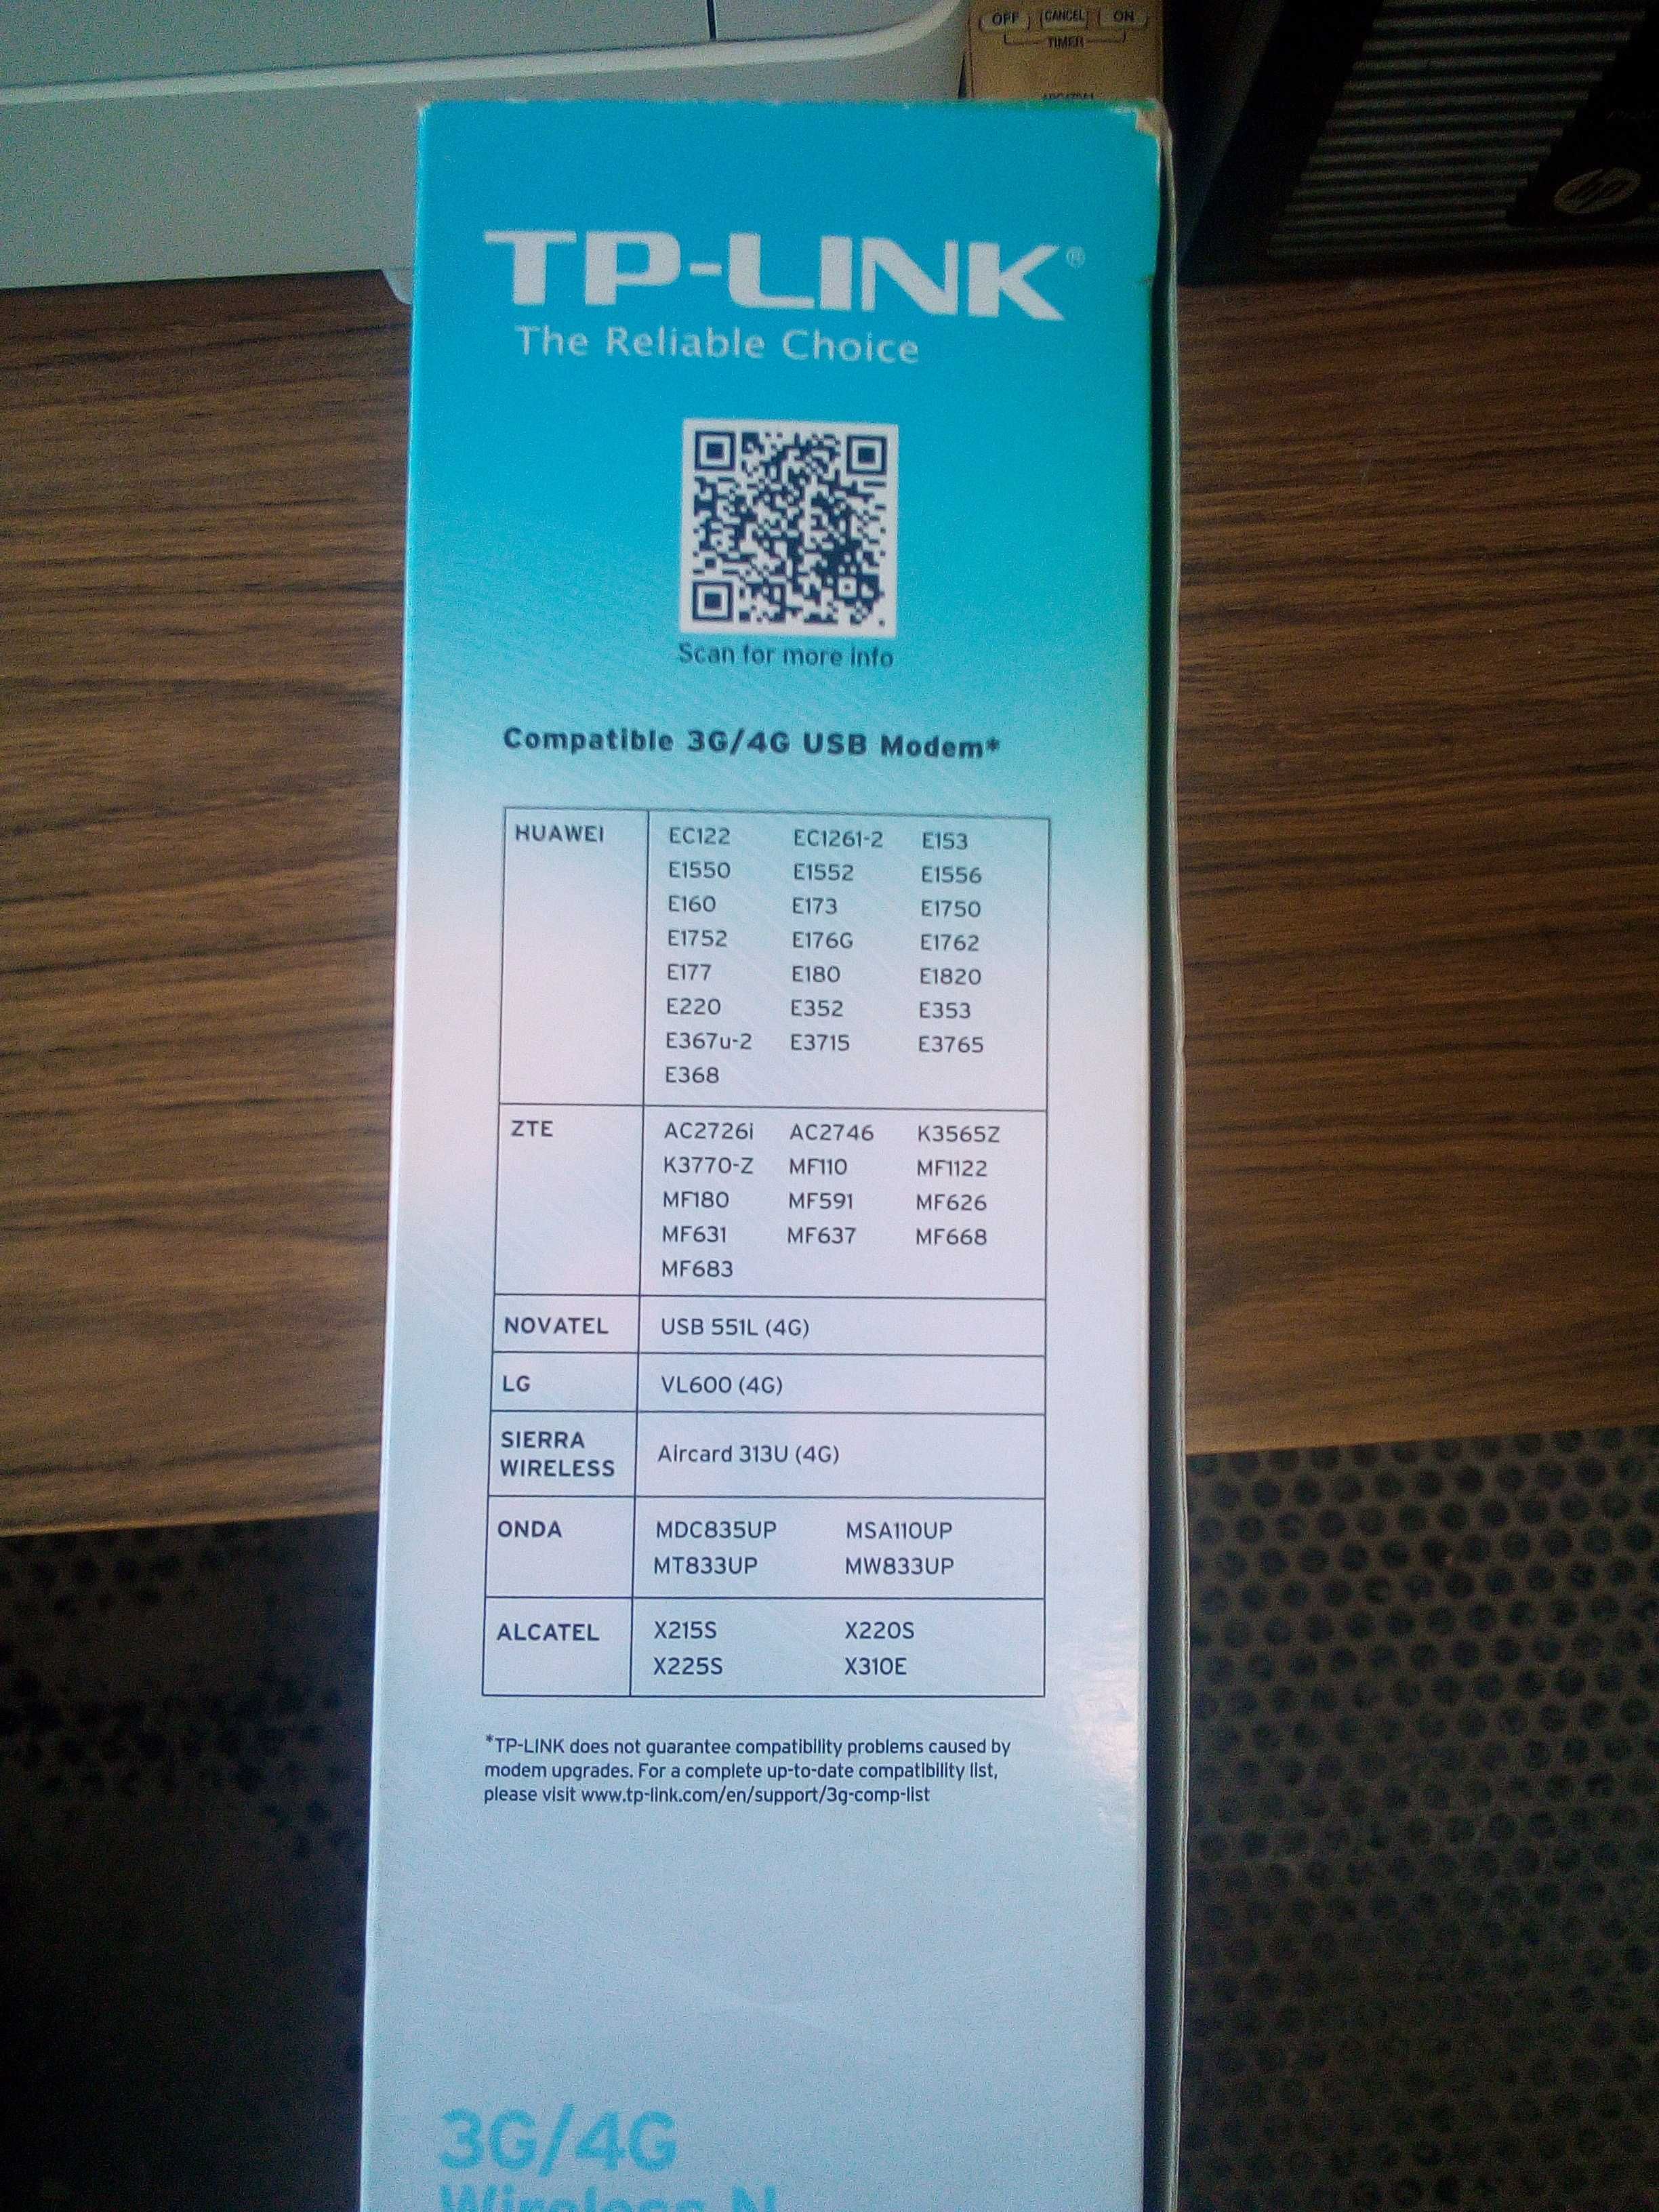 OFF CANCEL ON
TIMER
TP-LINK®
The Reliable Choice
Scan for more info
Compatible 3G/4G USB Modem*
HUAWEI EC122 EC1261-2 E153
E1550 E1552 E1556
E160 E173 E1750
E1752 E176G E1762
E177 E180 E1820
E220 E352 E353
E367u-2 E3715 E3765
E368
ZTE AC2726i AC2746 K3565Z
K3770-Z MF110 MF1122
MF180 MF591 MF626
MF631 MF637 MF668
MF683
NOVATEL USB 551L (4G)
LG VL600 (4G)
SIERRA
WIRELESS Aircard 313U (4G)
ONDA MDC835UP MSA110UP
MT833UP MW833UP
ALCATEL X215S X220S
X225S X310E
*TP-LINK does not guarantee compatibility problems caused by
modem upgrades. For a complete up-to-date compatibility list,
please visit www.tp-link.com/en/support/3g-comp-list
3G/4G
Wireless N
hp